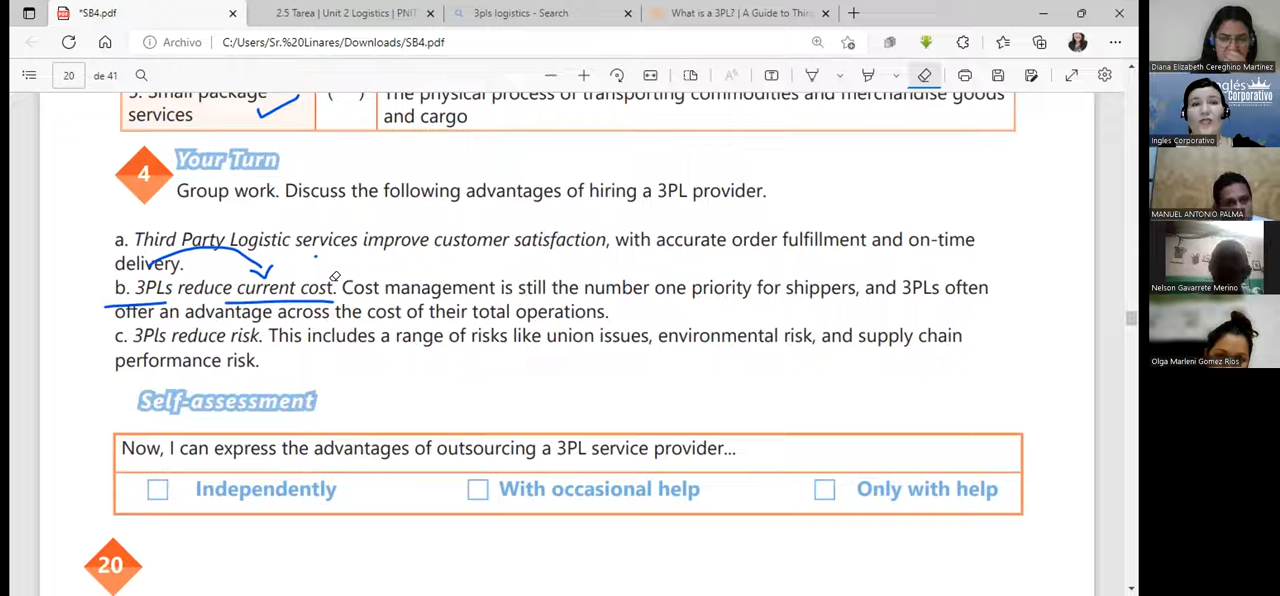 *SB4.pdf
2.5 Tarea | Unit 2 Logistics | PNIT
3pls logistics - Search
What is a 3PL? | A Guide to Thir
Archivo
C:/Users/Sr.%20Linares/Downloads/SB4.pdf
20 de 41
3. Small package
services
The physical process of transporting commodities and merchandise goods
and cargo
4
Your Turn
Group work. Discuss the following advantages of hiring a 3PL provider.
a. Third Party Logistic services improve customer satisfaction, with accurate order fulfillment and on-time
delivery.
b. 3PLs reduce current cost. Cost management is still the number one priority for shippers, and 3PLs often
offer an advantage across the cost of their total operations.
c. 3Pls reduce risk. This includes a range of risks like union issues, environmental risk, and supply chain
performance risk.
Self-assessment
Now, I can express the advantages of outsourcing a 3PL service provider...
Independently
With occasional help
Only with help
20
Diana Elizabeth Cereghino Martinez
Inglés
Corporativo
Ingles Corporativo
MANUEL ANTONIO PALMA
Nelson Gavarrete Merino
Olga Marleni Gomez Rios